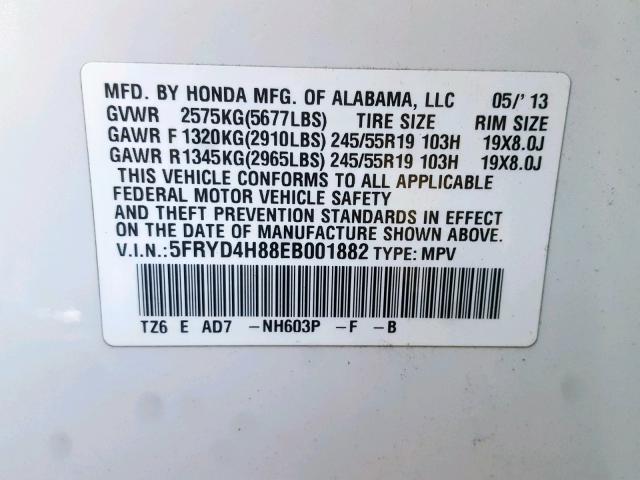 MFD. BY HONDA MFG. OF ALABAMA, LLC 05/' 13
GVWR 2575KG(5677LBS) TIRE SIZE RIM SIZE
GAWR F 1320KG(2910LBS) 245/55R19 103H 19X8.0J
GAWR R1345KG(2965LBS) 245/55R19 103H 19X8.0J
THIS VEHICLE CONFORMS TO ALL APPLICABLE
FEDERAL MOTOR VEHICLE SAFETY
AND THEFT PREVENTION STANDARDS IN EFFECT
ON THE DATE OF MANUFACTURE SHOWN ABOVE.
V.I.N.:5FRYD4H88EB001882 TYPE: MPV
TZ6 E AD7 -NH603P -F -B